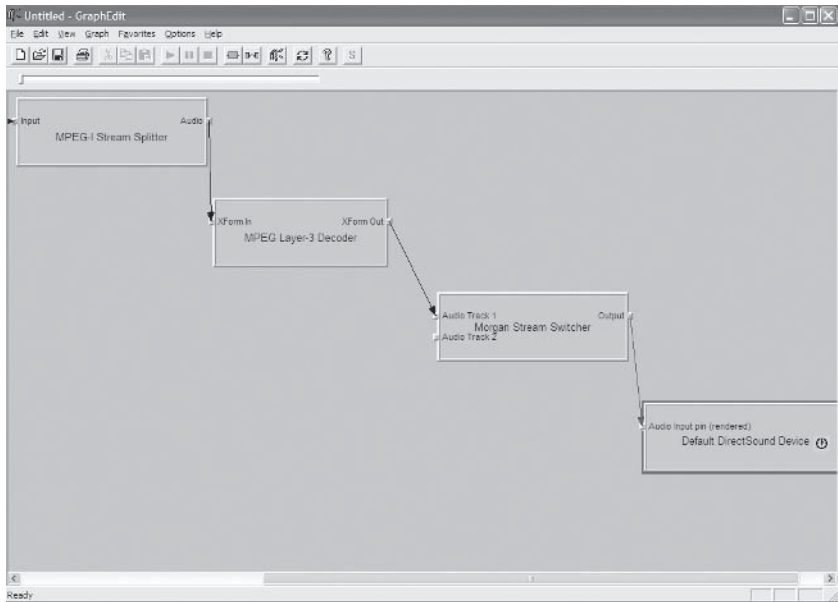 Untitled - GraphEdit
File Edit View Graph Favorites Options Help
S
Input Audio
MPEG-I Stream Splitter
XForm In XForm Out
MPEG Layer-3 Decoder
Audio Track 1 Output
Morgan Stream Switcher
Audio Track 2
Audio Input pin (rendered)
Default DirectSound Device
Ready